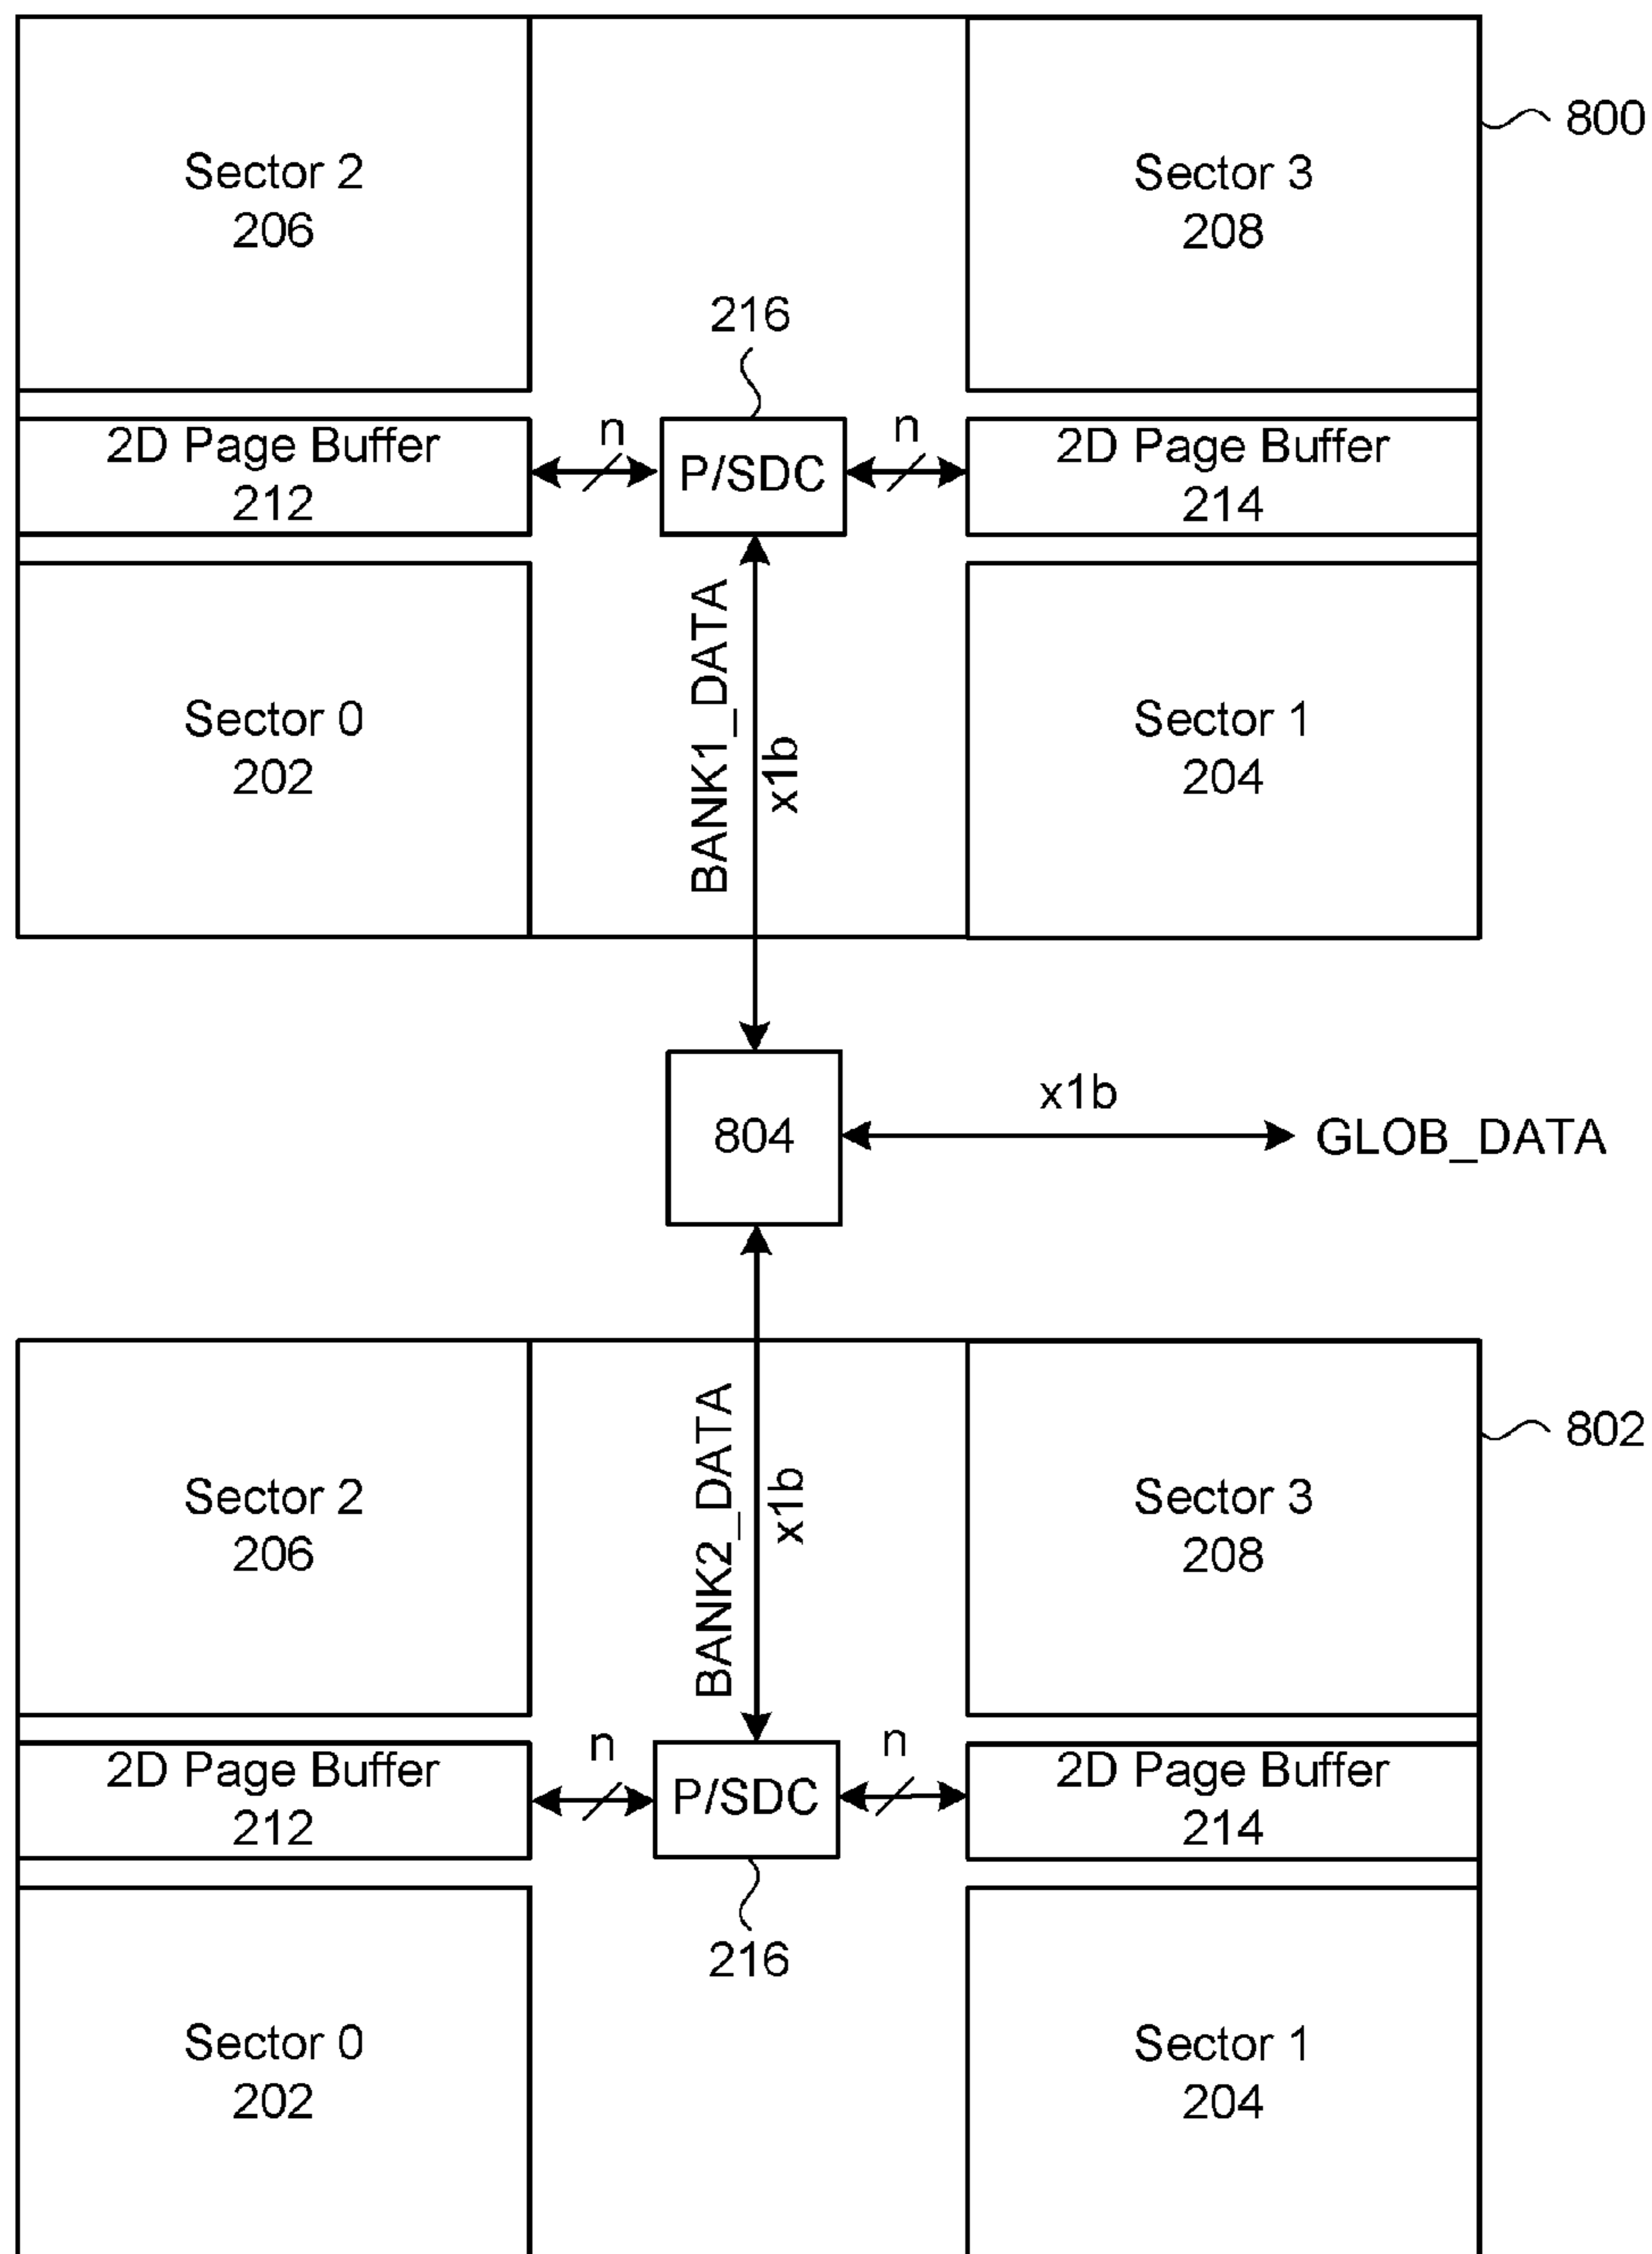 Sector 2
206
Sector 3
208
800
216
2D Page Buffer
212
n
P/SDC
n
2D Page Buffer
214
Sector 0
202
BANK1_DATA
x1b
Sector 1
204
804
x1b
GLOB_DATA
Sector 2
206
BANK2_DATA
x1b
Sector 3
208
802
2D Page Buffer
212
n
P/SDC
n
2D Page Buffer
214
216
Sector 0
202
Sector 1
204